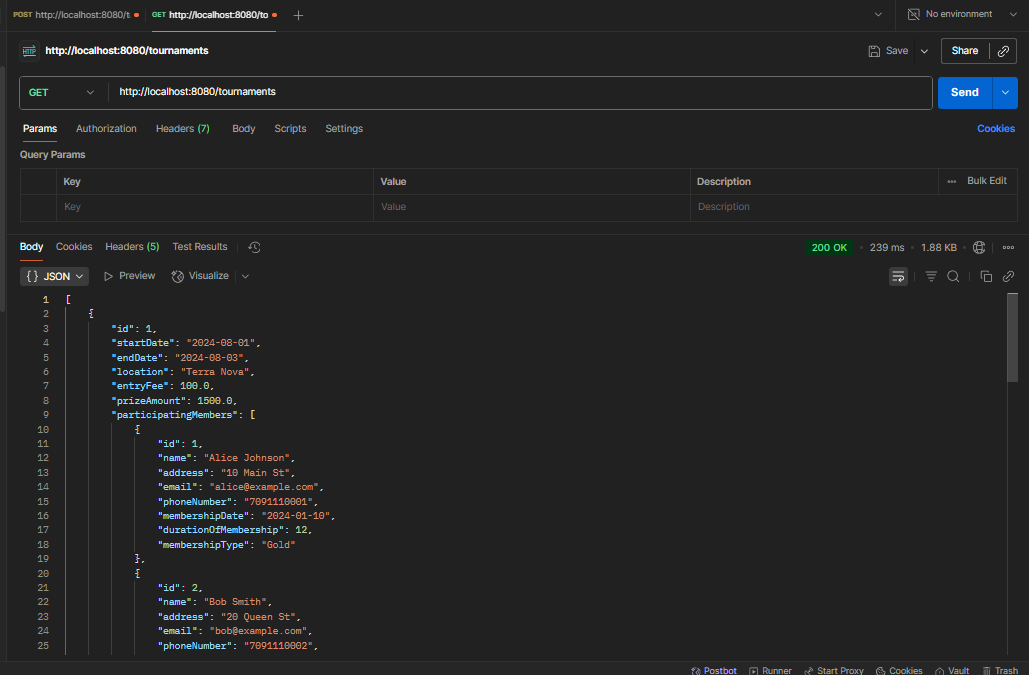 POST http://localhost:8080/t GET http://localhost:8080/to No environment
HTTP http://localhost:8080/tournaments Save Share
GET http://localhost:8080/tournaments Send
Params Authorization Headers (7) Body Scripts Settings Cookies
Query Params
Key Value Description Bulk Edit
Key Value Description
Body Cookies Headers (5) Test Results 200 OK 239 ms 1.88 KB
{ } JSON Preview Visualize
1 [
2 {
3 "id": 1,
4 "startDate": "2024-08-01",
5 "endDate": "2024-08-03",
6 "location": "Terra Nova",
7 "entryFee": 100.0,
8 "prizeAmount": 1500.0,
9 "participatingMembers": [
10 {
11 "id": 1,
12 "name": "Alice Johnson",
13 "address": "10 Main St",
14 "email": "alice@example.com",
15 "phoneNumber": "7091110001",
16 "membershipDate": "2024-01-10",
17 "durationOfMembership": 12,
18 "membershipType": "Gold"
19 },
20 {
21 "id": 2,
22 "name": "Bob Smith",
23 "address": "20 Queen St",
24 "email": "bob@example.com",
25 "phoneNumber": "7091110002",
Postbot Runner Start Proxy Cookies Vault Trash